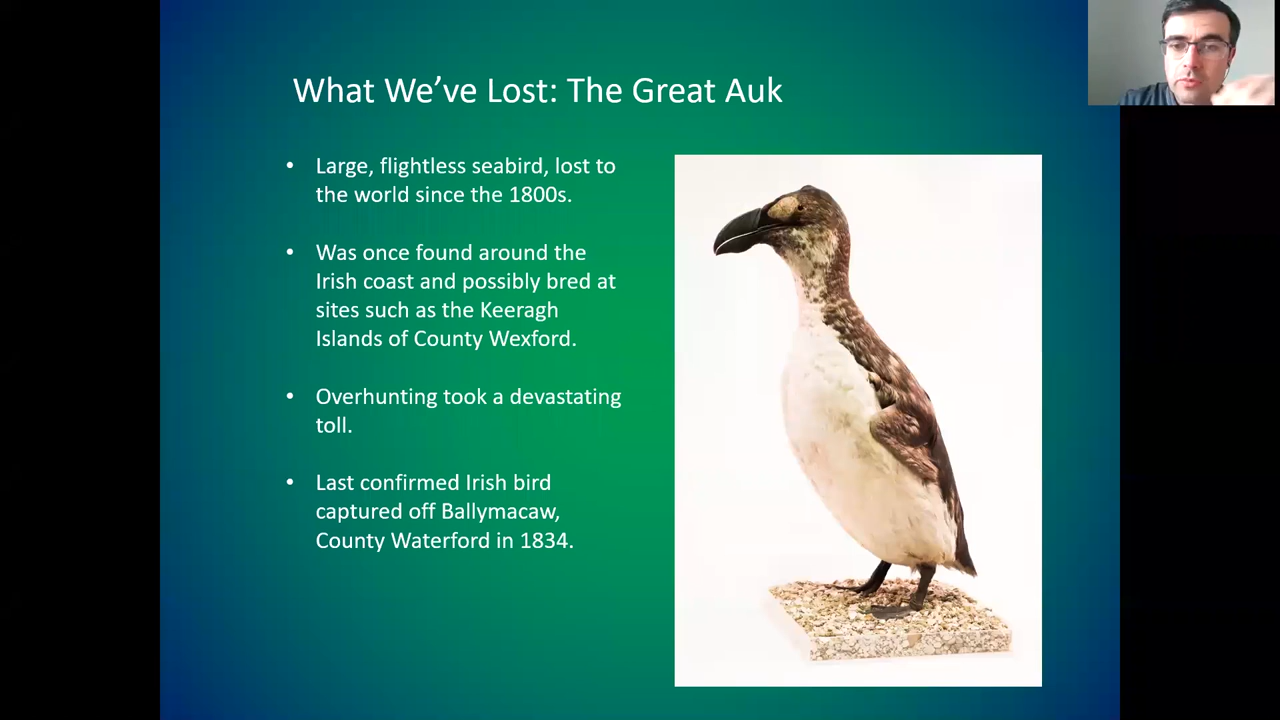 What We’ve Lost: The Great Auk
• Large, flightless seabird, lost to
the world since the 1800s.
• Was once found around the
Irish coast and possibly bred at
sites such as the Keeragh
Islands of County Wexford.
• Overhunting took a devastating
toll.
• Last confirmed Irish bird
captured off Ballymacaw,
County Waterford in 1834.